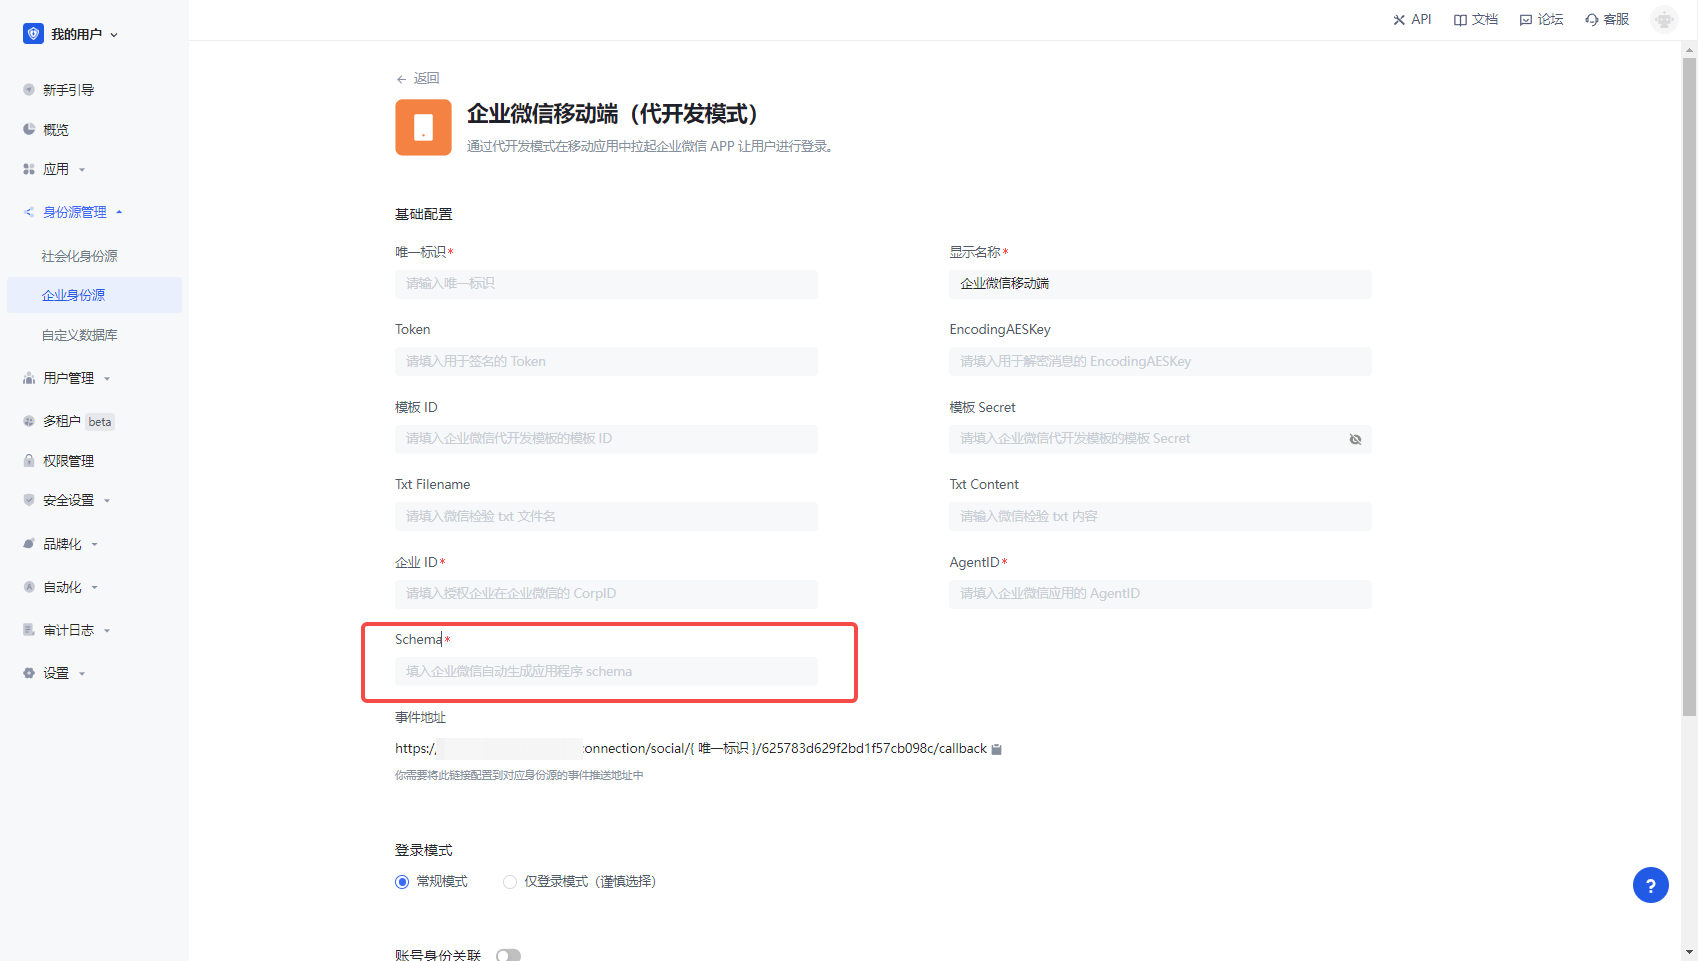 我的用户
API
文档
论坛
客服
新手引导
概览
应用
身份源管理
社会化身份源
企业身份源
自定义数据库
用户管理
多租户 beta
权限管理
安全设置
品牌化
自动化
审计日志
设置
← 返回
企业微信移动端（代开发模式）
通过代开发模式在移动应用中拉起企业微信 APP 让用户进行登录。
基础配置
唯一标识*
请输入唯一标识
显示名称*
企业微信移动端
Token
请填入用于签名的 Token
EncodingAESKey
请填入用于解密消息的 EncodingAESKey
模板 ID
请填入企业微信代开发模板的模板 ID
模板 Secret
请填入企业微信代开发模板的模板 Secret
Txt Filename
请填入微信检验 txt 文件名
Txt Content
请输入微信检验 txt 内容
企业 ID*
请填入授权企业在企业微信的 CorpID
AgentID*
请填入企业微信应用的 AgentID
Schema*
填入企业微信自动生成应用程序 schema
事件地址
https:/ onnection/social/{ 唯一标识 }/625783d629f2bd1f57cb098c/callback
你需要将此链接配置到对应身份源的事件推送地址中
登录模式
常规模式
仅登录模式（谨慎选择）
账号身份关联
?